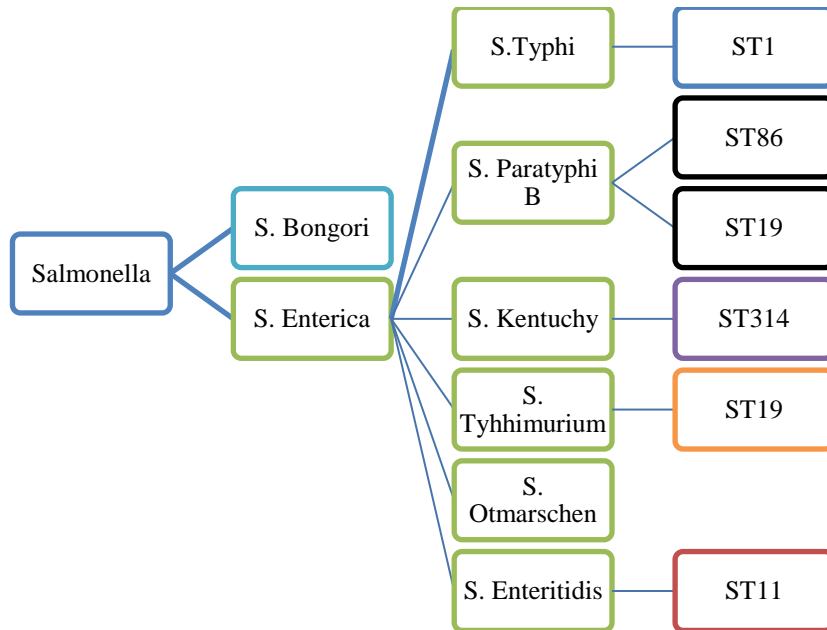 S.Typhi
ST1
S. Paratyphi
B
ST86
ST19
Salmonella
S. Bongori
S. Enterica
S. Kentuchy
ST314
S.
Tyhhimurium
ST19
S.
Otmarschen
S. Enteritidis
ST11